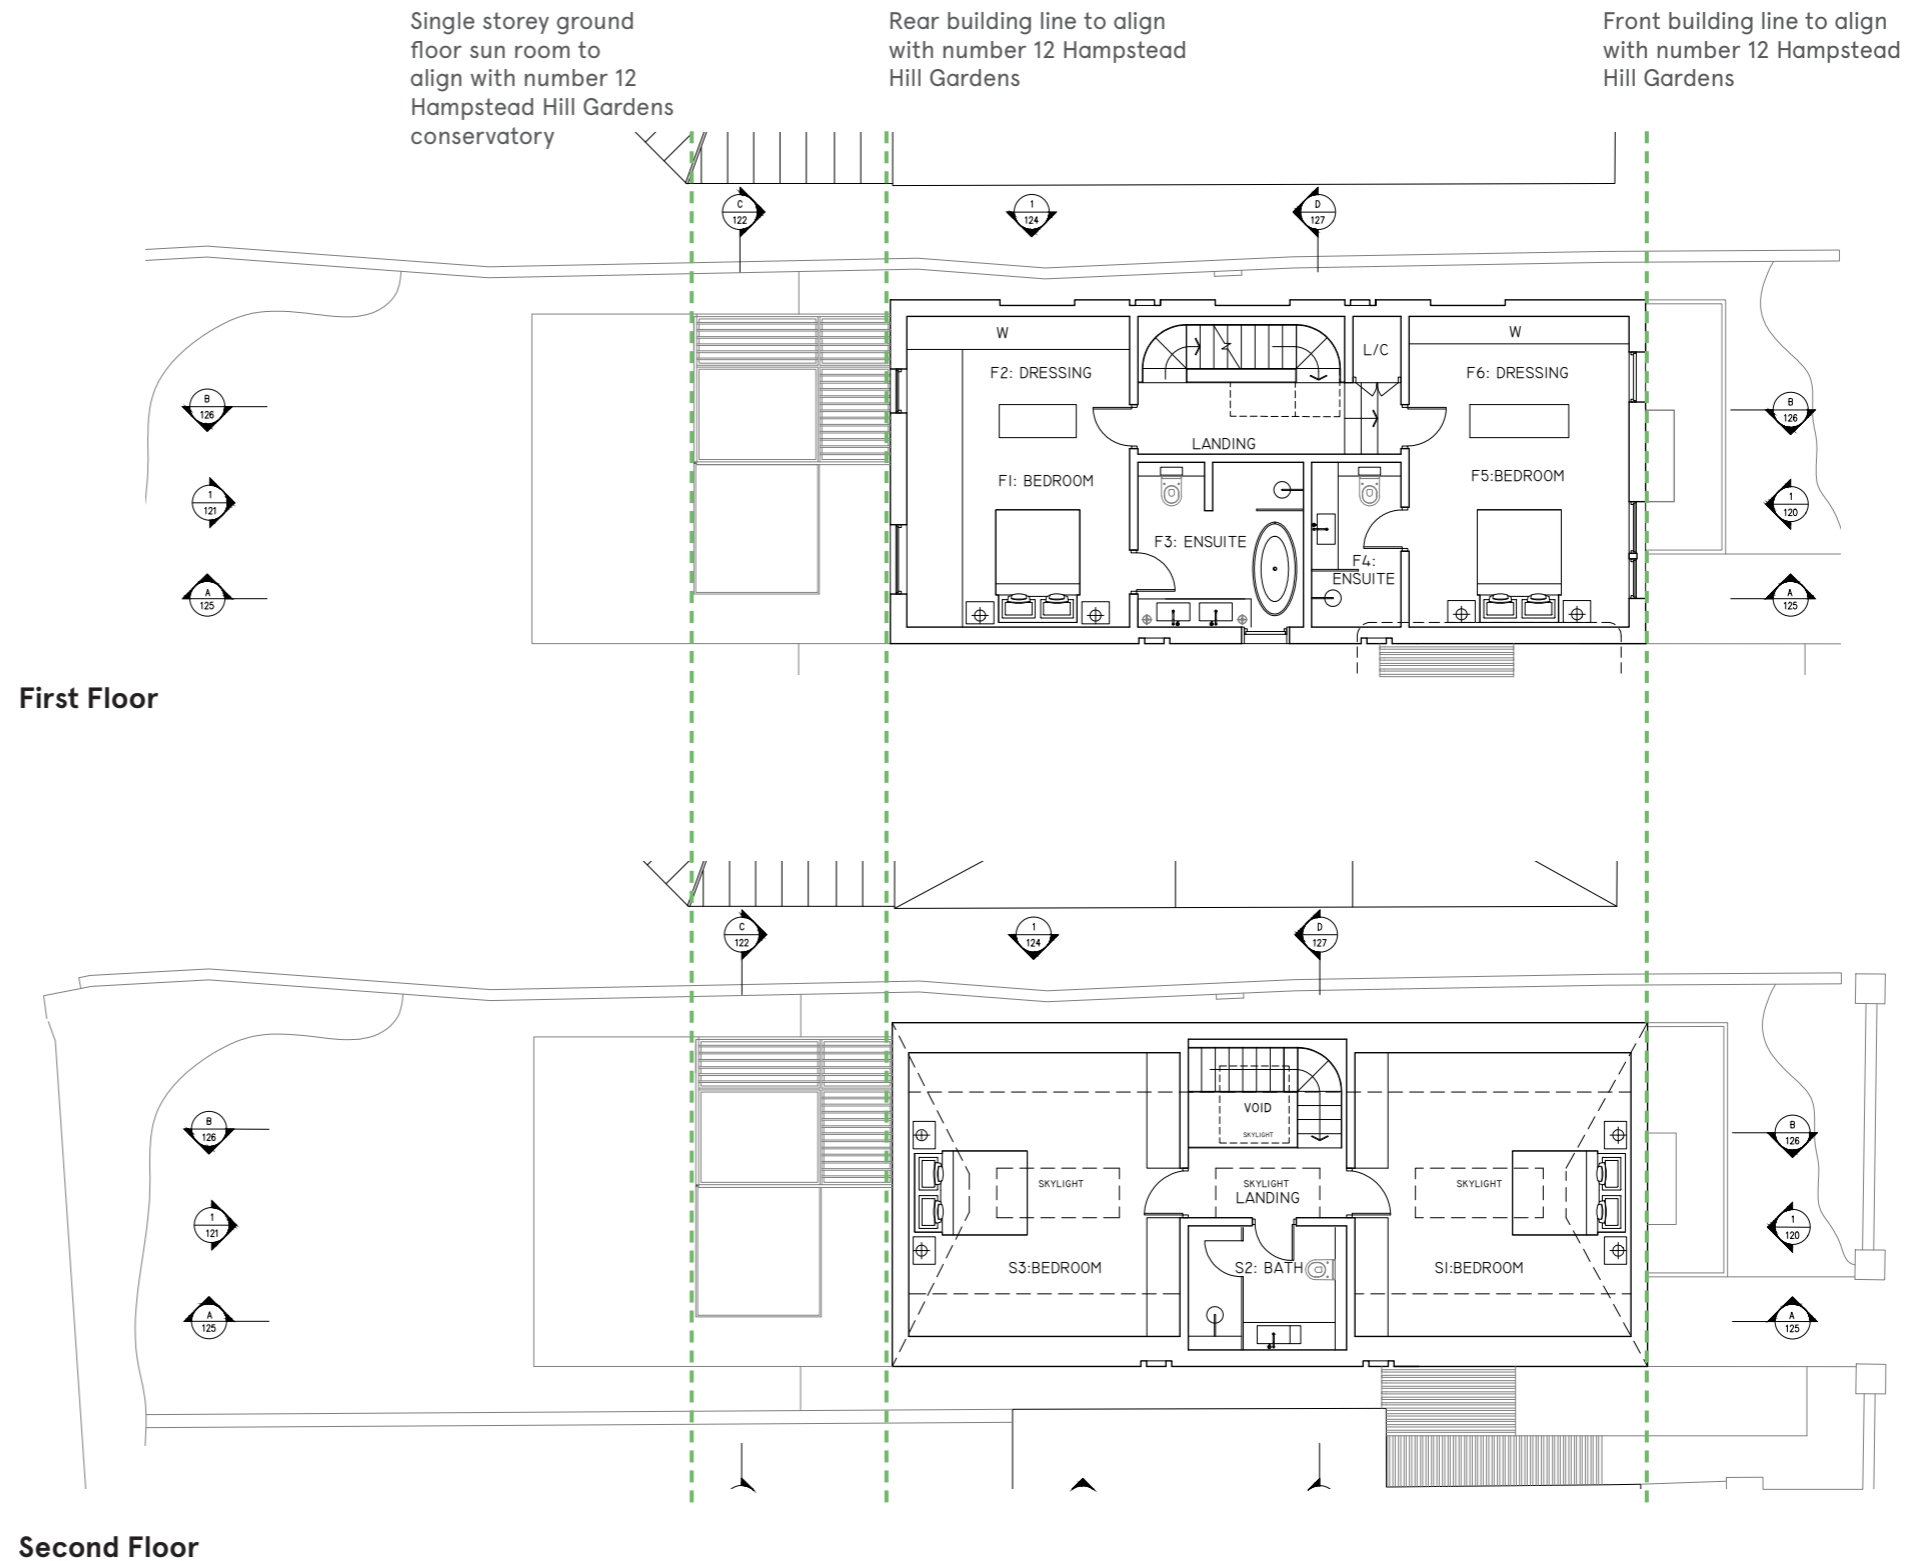 Single storey ground
floor sun room to
align with number 12
Hampstead Hill Gardens
conservatory
Rear building line to align
with number 12 Hampstead
Hill Gardens
Front building line to align
with number 12 Hampstead
Hill Gardens
C
122
1
124
D
127
W
W
L/C
F2: DRESSING
F6: DRESSING
B
126
B
126
LANDING
F1: BEDROOM
F5:BEDROOM
1
121
1
120
F3: ENSUITE
F4:
ENSUITE
A
125
A
125
First Floor
C
122
1
124
D
127
VOID
SKYLIGHT
B
126
B
126
SKYLIGHT
SKYLIGHT
SKYLIGHT
LANDING
1
121
1
120
S3:BEDROOM
S2: BATH
S1:BEDROOM
A
125
A
125
Second Floor